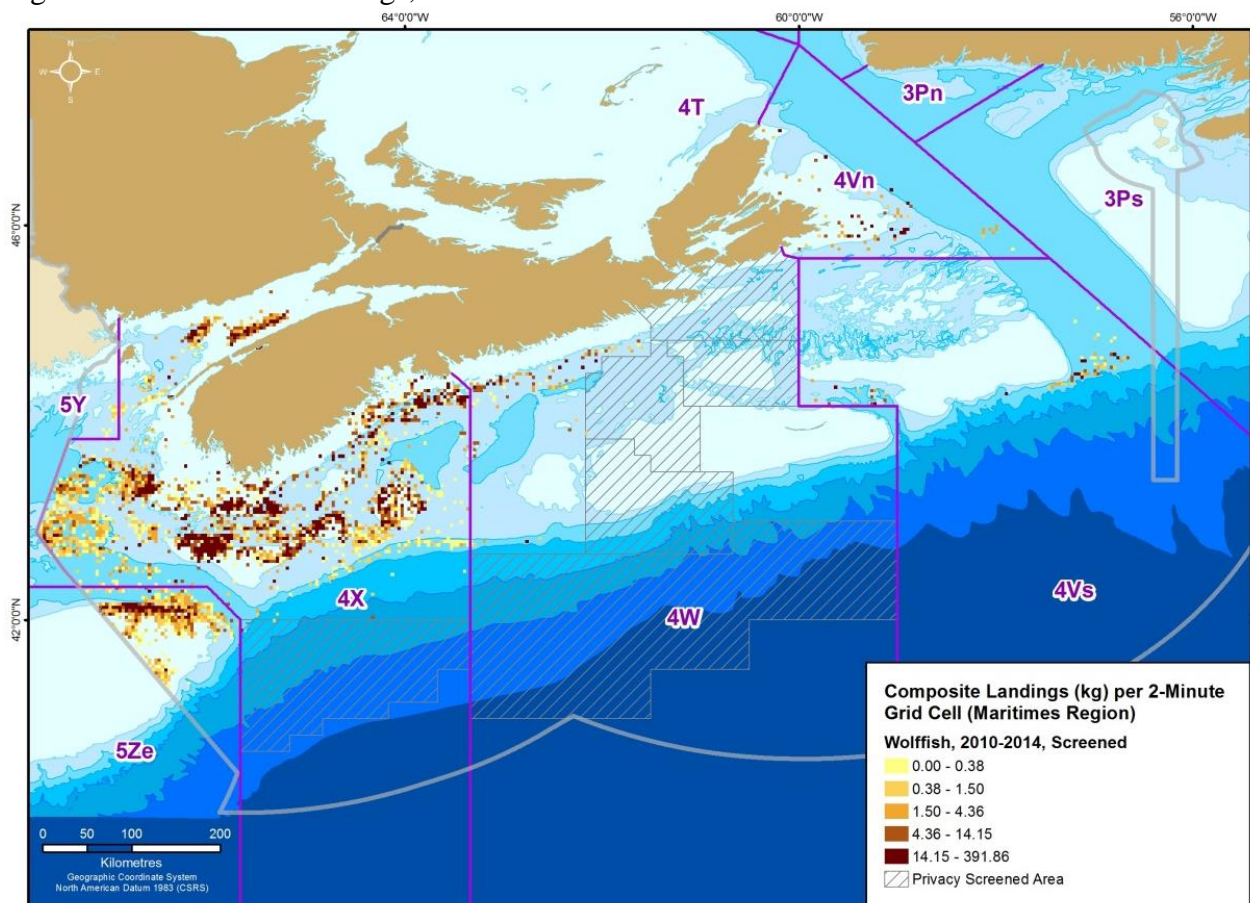 64°0'0"W 60°0'0"W 56°0'0"W
N
W E
S
4T
3Pn
4Vn
3Ps
46°0'0"N
5Y
42°0'0"N
4X
4W
4Vs
5Ze
0 50 100 200
Kilometres
Geographic Coordinate System
North American Datum 1983 (CSRS)
Composite Landings (kg) per 2-Minute
Grid Cell (Maritimes Region)
Wolffish, 2010-2014, Screened
0.00 - 0.38
0.38 - 1.50
1.50 - 4.36
4.36 - 14.15
14.15 - 391.86
Privacy Screened Area